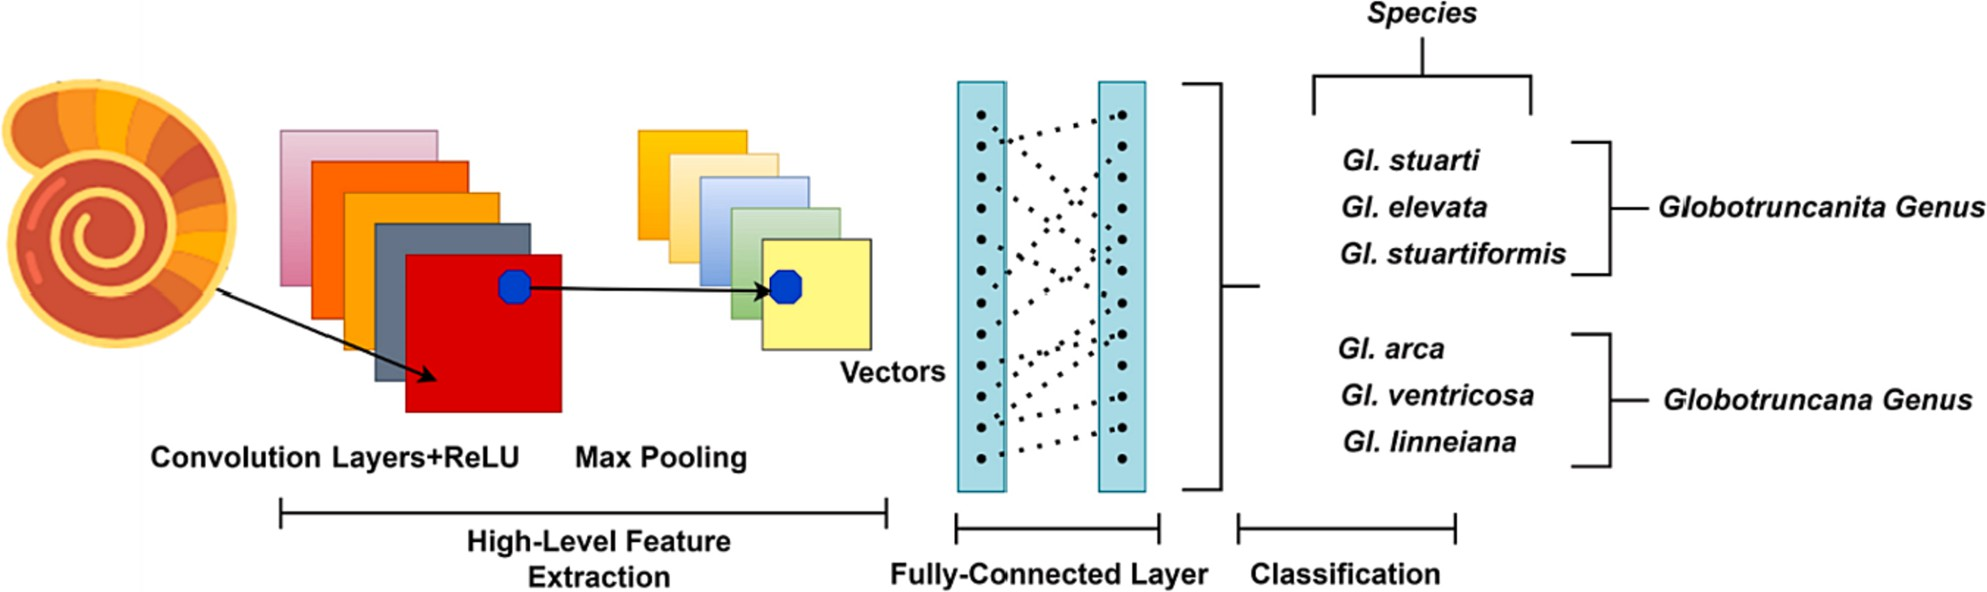 Species
Gl. stuarti
Gl. elevata
Gl. stuartiformis
Globotruncanita Genus
Gl. arca
Gl. ventricosa
Gl. linneiana
Globotruncana Genus
Vectors
Convolution Layers+ReLU
Max Pooling
High-Level Feature
Extraction
Fully-Connected Layer
Classification